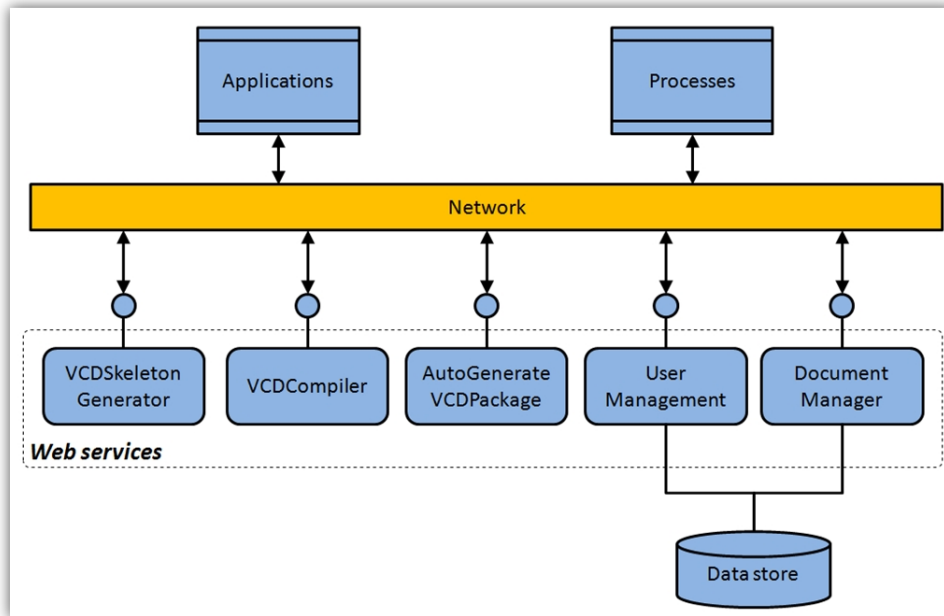 Applications
Processes
Network
VCDSkeleton
Generator
VCDCompiler
AutoGenerate
VCDPackage
User
Management
Document
Manager
Web services
Data store